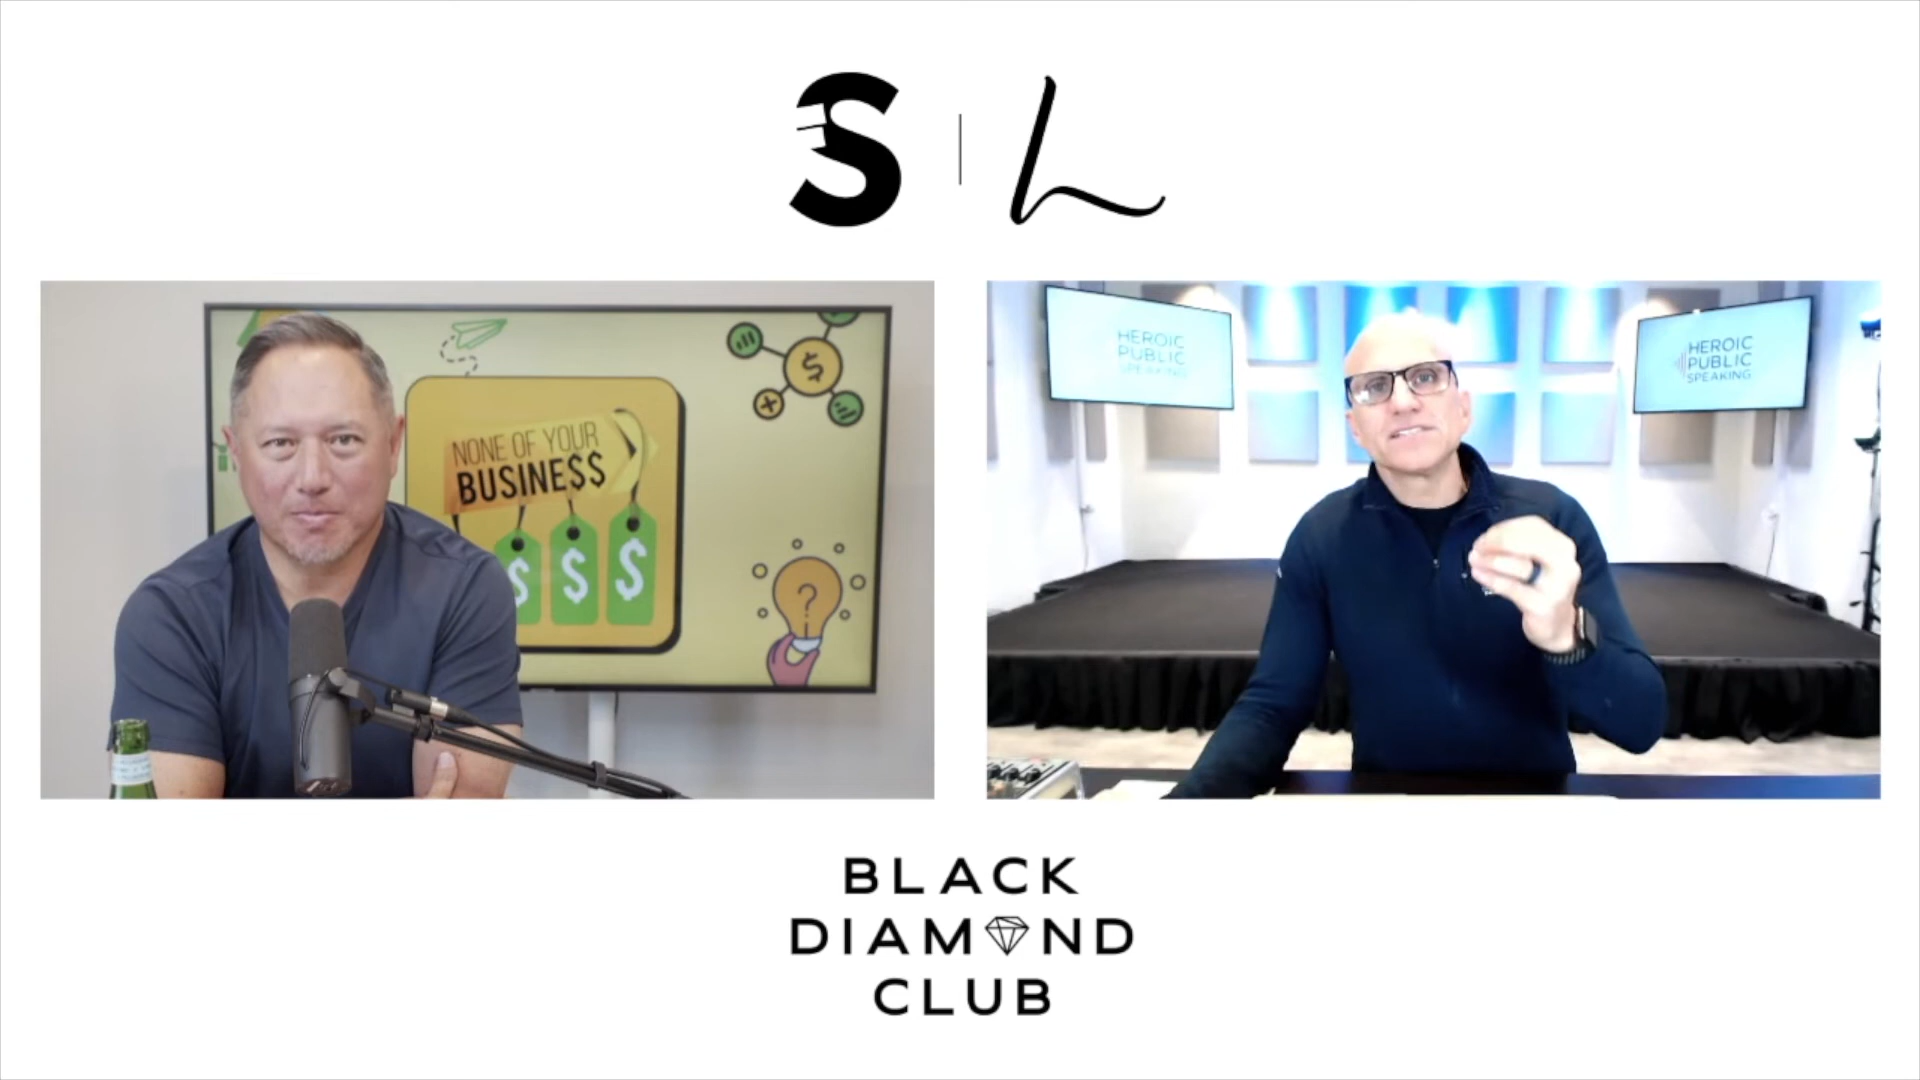 S L
NONE OF YOUR
BUSINE$$
$ $ $
$
?
HEROIC
PUBLIC
SPEAKING
HEROIC
PUBLIC
SPEAKING
BLACK
DIAMOND
CLUB